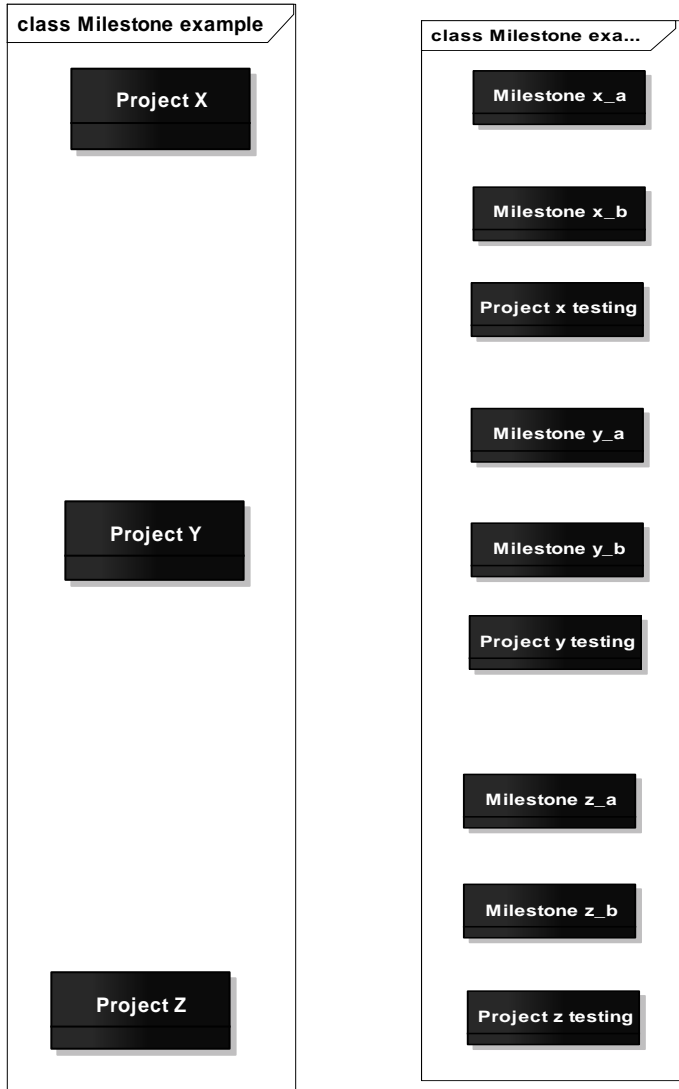 class Milestone example
Project X
Project Y
Project Z
class Milestone exa...
Milestone x_a
Milestone x_b
Project x testing
Milestone y_a
Milestone y_b
Project y testing
Milestone z_a
Milestone z_b
Project z testing